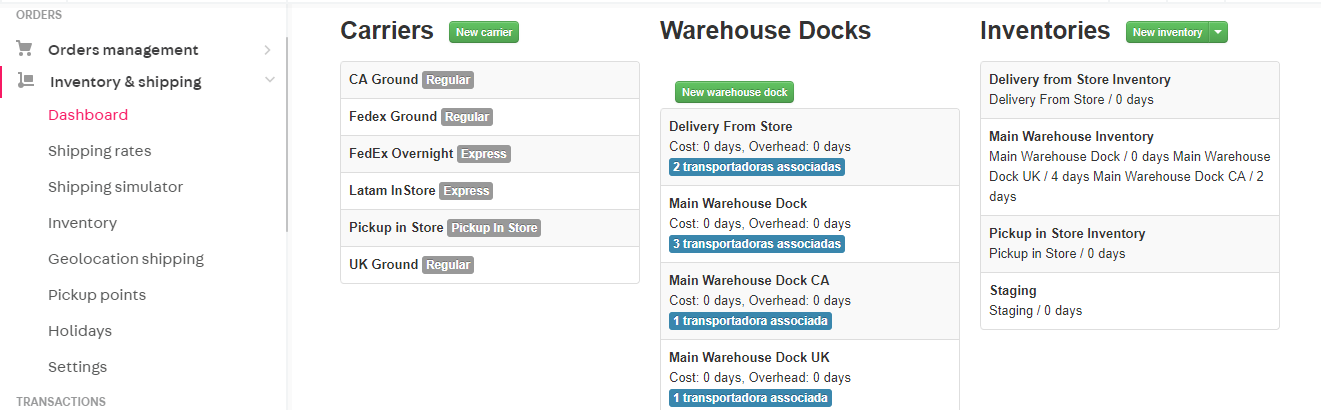 ORDERS
Orders management
Inventory & shipping
Dashboard
Shipping rates
Shipping simulator
Inventory
Geolocation shipping
Pickup points
Holidays
Settings
TRANSACTIONS
Carriers
New carrier
CA Ground Regular
Fedex Ground Regular
FedEx Overnight Express
Latam InStore Express
Pickup in Store Pickup In Store
UK Ground Regular
Warehouse Docks
New warehouse dock
Delivery From Store
Cost: 0 days, Overhead: 0 days
2 transportadoras associadas
Main Warehouse Dock
Cost: 0 days, Overhead: 0 days
3 transportadoras associadas
Main Warehouse Dock CA
Cost: 0 days, Overhead: 0 days
1 transportadora associada
Main Warehouse Dock UK
Cost: 0 days, Overhead: 0 days
1 transportadora associada
Inventories
New inventory
Delivery from Store Inventory
Delivery From Store / 0 days
Main Warehouse Inventory
Main Warehouse Dock / 0 days Main Warehouse
Dock UK / 4 days Main Warehouse Dock CA / 2
days
Pickup in Store Inventory
Pickup in Store / 0 days
Staging
Staging / 0 days